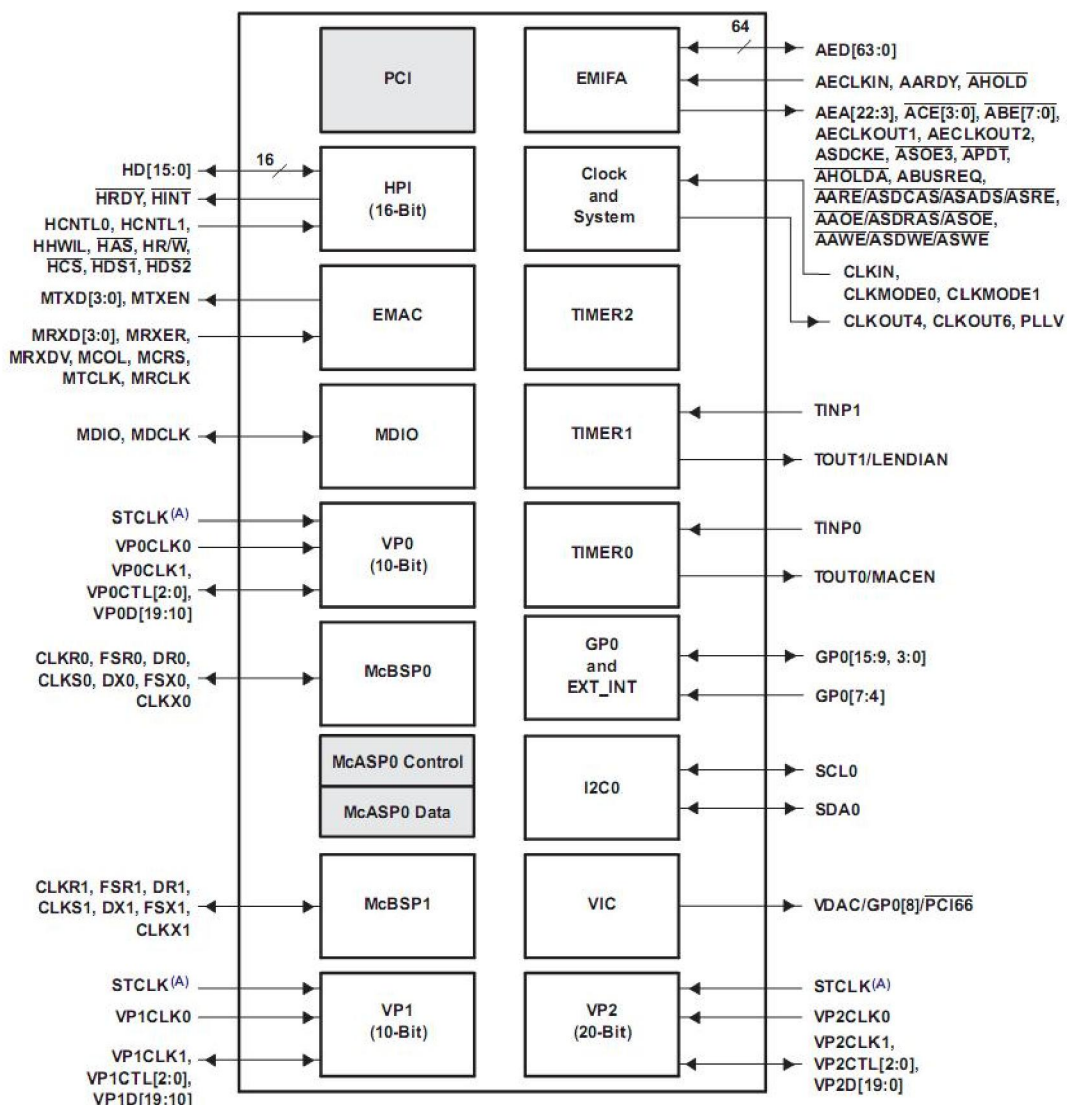 64
PCI
EMIFA
AED[63:0]
AECLKIN, AARDY, AHOLD
AEA[22:3], ACE[3:0], ABE[7:0],
AECLKOUT1, AECLKOUT2,
ASDCKE, ASOE3, APDT,
AHOLDA, ABUSREQ,
AARE/ASDCAS/ASADS/ASRE,
AAOE/ASDRAS/ASOE,
AAWE/ASDWE/ASWE
HD[15:0]
16
HRDY, HINT
HCNTL0, HCNTL1,
HHWIL, HAS, HR/W,
HCS, HDS1, HDS2
HPI
(16-Bit)
Clock
and
System
CLKIN,
CLKMODE0, CLKMODE1
CLKOUT4, CLKOUT6, PLLV
MTXD[3:0], MTXEN
MRXD[3:0], MRXER,
MRXDV, MCOL, MCRS,
MTCLK, MRCLK
EMAC
TIMER2
MDIO, MDCLK
MDIO
TIMER1
TINP1
TOUT1/LENDIAN
STCLK(A)
VP0CLK0
VP0CLK1,
VP0CTL[2:0],
VP0D[19:10]
VP0
(10-Bit)
TIMER0
TINP0
TOUT0/MACEN
CLKR0, FSR0, DR0,
CLKS0, DX0, FSX0,
CLKX0
McBSP0
GP0
and
EXT_INT
GP0[15:9, 3:0]
GP0[7:4]
McASP0 Control
McASP0 Data
I2C0
SCL0
SDA0
CLKR1, FSR1, DR1,
CLKS1, DX1, FSX1,
CLKX1
McBSP1
VIC
VDAC/GP0[8]/PCI66
STCLK(A)
VP1CLK0
VP1CLK1,
VP1CTL[2:0],
VP1D[19:10]
VP1
(10-Bit)
VP2
(20-Bit)
STCLK(A)
VP2CLK0
VP2CLK1,
VP2CTL[2:0],
VP2D[19:0]